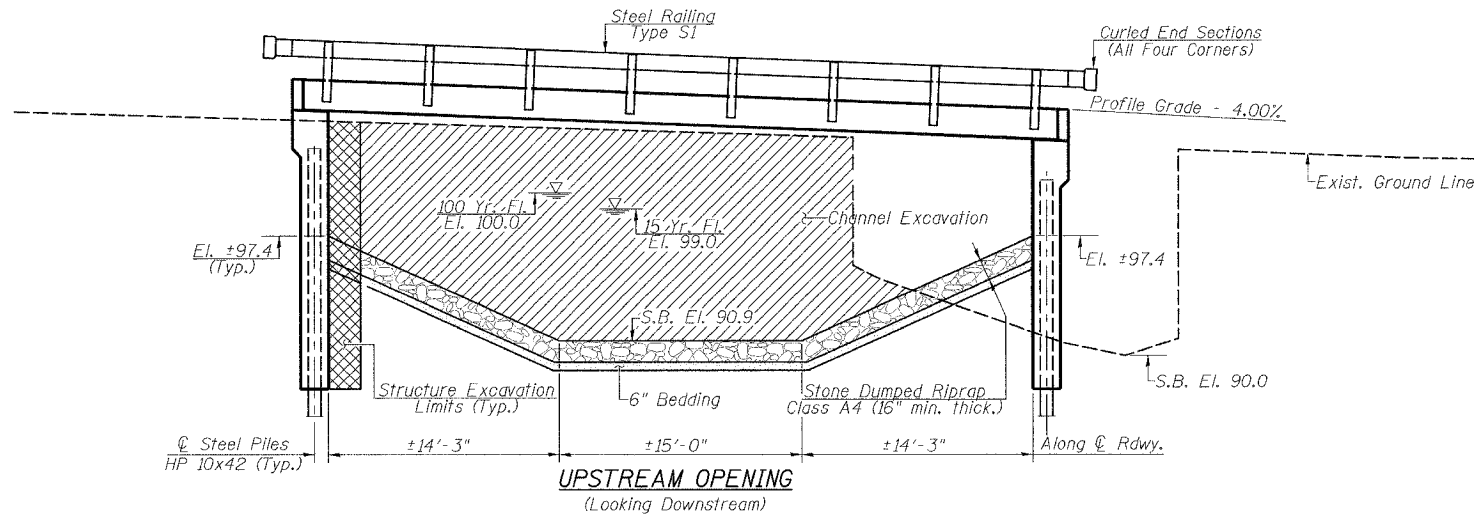 Steel Railing
Type S1
Curled End Sections
(All Four Corners)
Profile Grade - 4.00%
Exist. Ground Line
100 Yr. Fl.
El. 100.0
15 Yr. Fl.
El. 99.0
Channel Excavation
El. ±97.4
(Typ.)
El. ±97.4
S.B. El. 90.9
S.B. El. 90.0
Structure Excavation
Limits (Typ.)
6" Bedding
Stone Dumped Riprap
Class A4 (16" min. thick.)
℄ Steel Piles
HP 10x42 (Typ.)
±14'-3"
±15'-0"
±14'-3"
Along ℄ Rdwy.
UPSTREAM OPENING
(Looking Downstream)